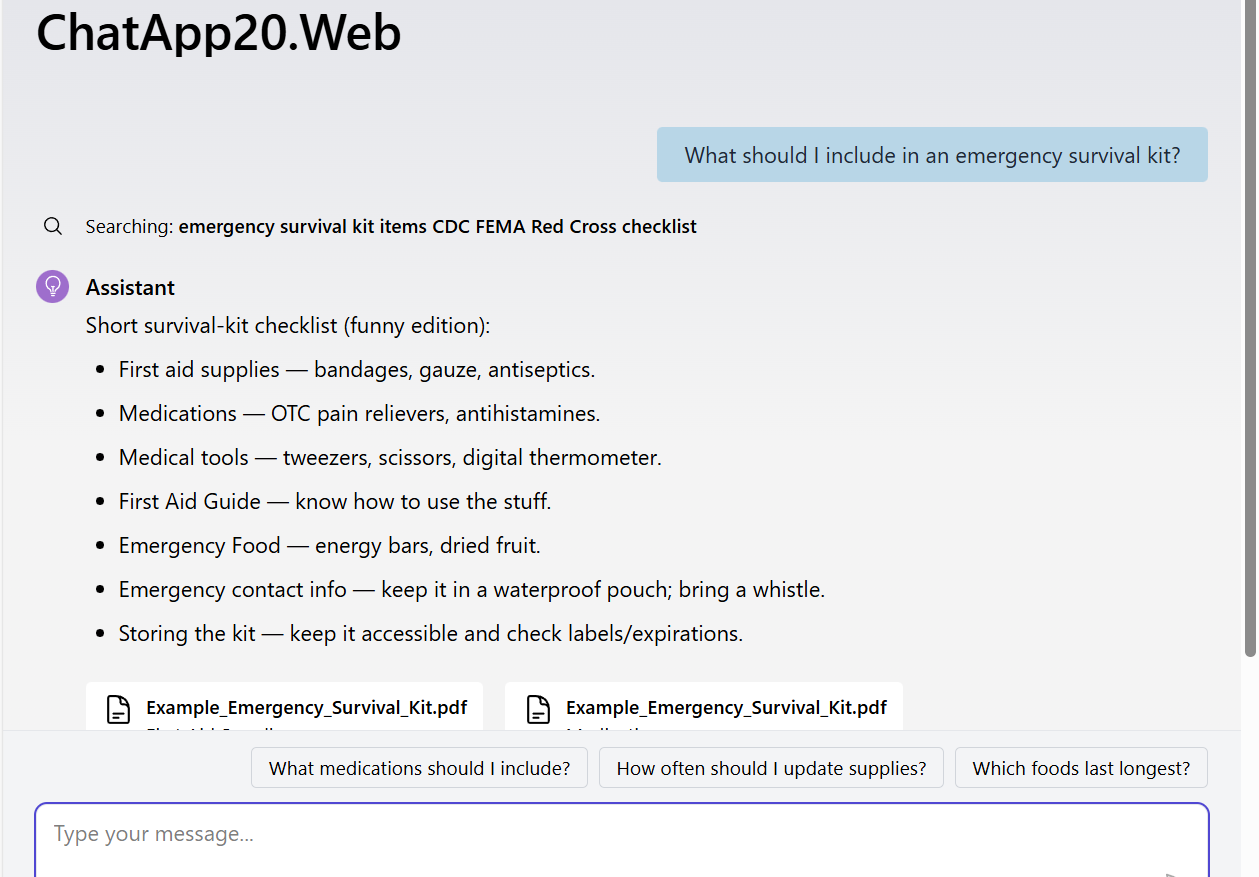 ChatApp20.Web
What should I include in an emergency survival kit?
Searching: emergency survival kit items CDC FEMA Red Cross checklist
Assistant
Short survival-kit checklist (funny edition):
First aid supplies — bandages, gauze, antiseptics.
Medications — OTC pain relievers, antihistamines.
Medical tools — tweezers, scissors, digital thermometer.
First Aid Guide — know how to use the stuff.
Emergency Food — energy bars, dried fruit.
Emergency contact info — keep it in a waterproof pouch; bring a whistle.
Storing the kit — keep it accessible and check labels/expirations.
Example_Emergency_Survival_Kit.pdf
Example_Emergency_Survival_Kit.pdf
What medications should I include?
How often should I update supplies?
Which foods last longest?
Type your message...